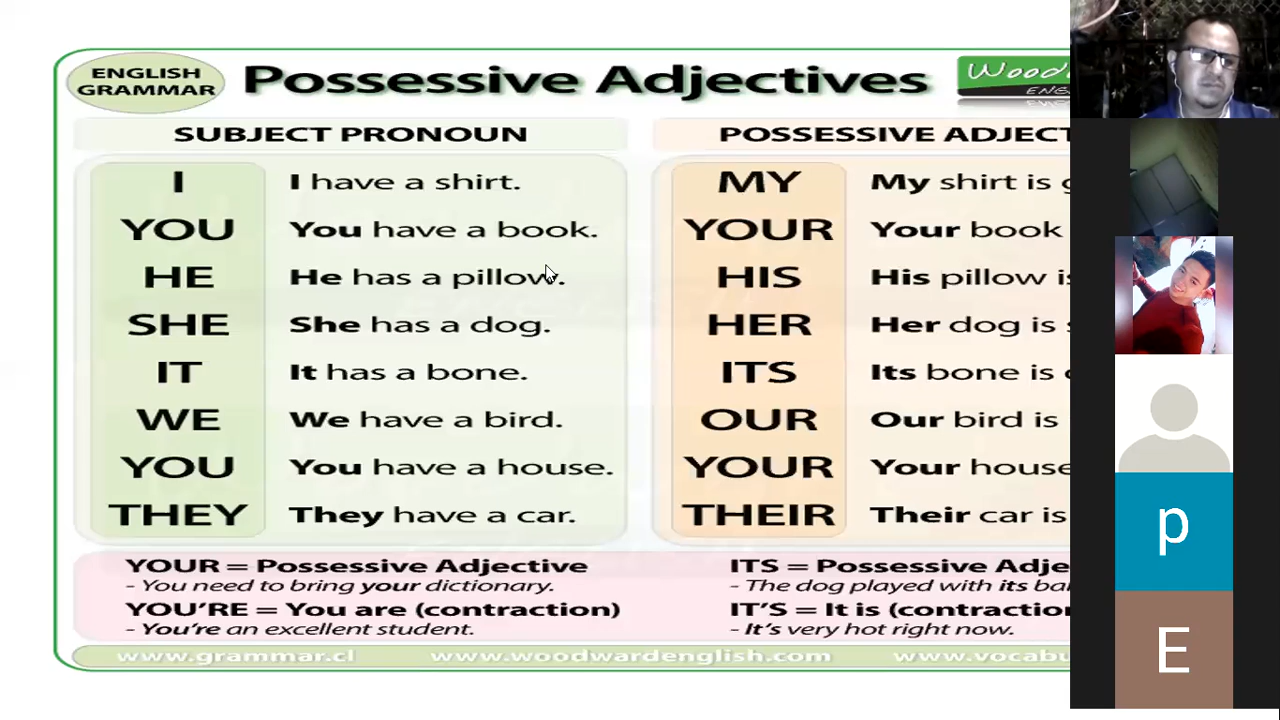 ENGLISH
GRAMMAR
Possessive Adjectives
SUBJECT PRONOUN
I I have a shirt.
YOU You have a book.
HE He has a pillow.
SHE She has a dog.
IT It has a bone.
WE We have a bird.
YOU You have a house.
THEY They have a car.
POSSESSIVE
MY My shirt is
YOUR Your book
HIS His pillow
HER Her dog is
ITS Its bone is
OUR Our bird is
YOUR Your house
THEIR Their car is
YOUR = Possessive Adjective
- You need to bring your dictionary.
YOU'RE = You are (contraction)
- You're an excellent student.
ITS = Possessive
- The dog played with its
IT'S = It is
- It's very hot right now.
www.grammar.cl www.woodwardenglish.com
p
E